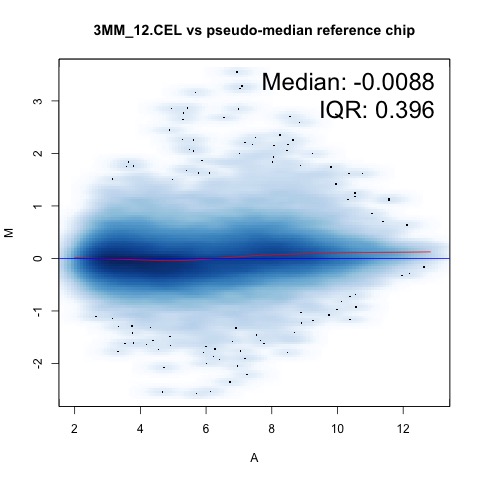 3MM_12.CEL vs pseudo-median reference chip
Median: -0.0088
IQR: 0.396
3
2
1
0
-1
-2
M
2 4 6 8 10 12
A